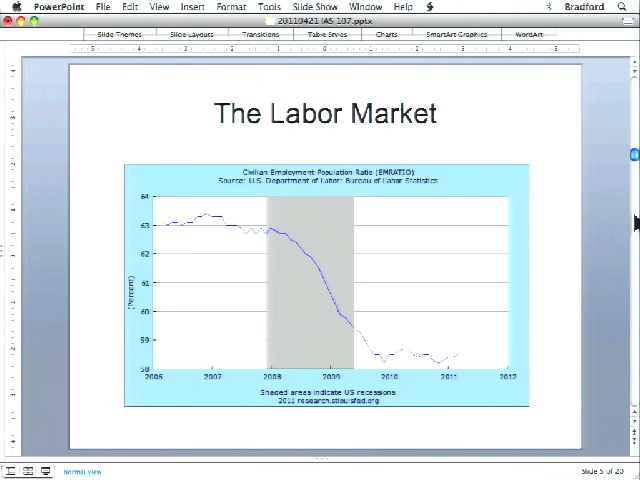 PowerPoint File Edit View Insert Format Tools Slide Show Window Help Bradford
20110421 IAS 107.pptx
Slide Themes Slide Layouts Transitions Table Styles Charts SmartArt Graphics WordArt
The Labor Market
Civilian Employment-Population Ratio (EMRATIO)
Source: U.S. Department of Labor: Bureau of Labor Statistics
64
63
62
61
60
59
58
(Percent)
2006 2007 2008 2009 2010 2011 2012
Shaded areas indicate US recessions.
2011 research.stlouisfed.org
Normal View Slide 5 of 20